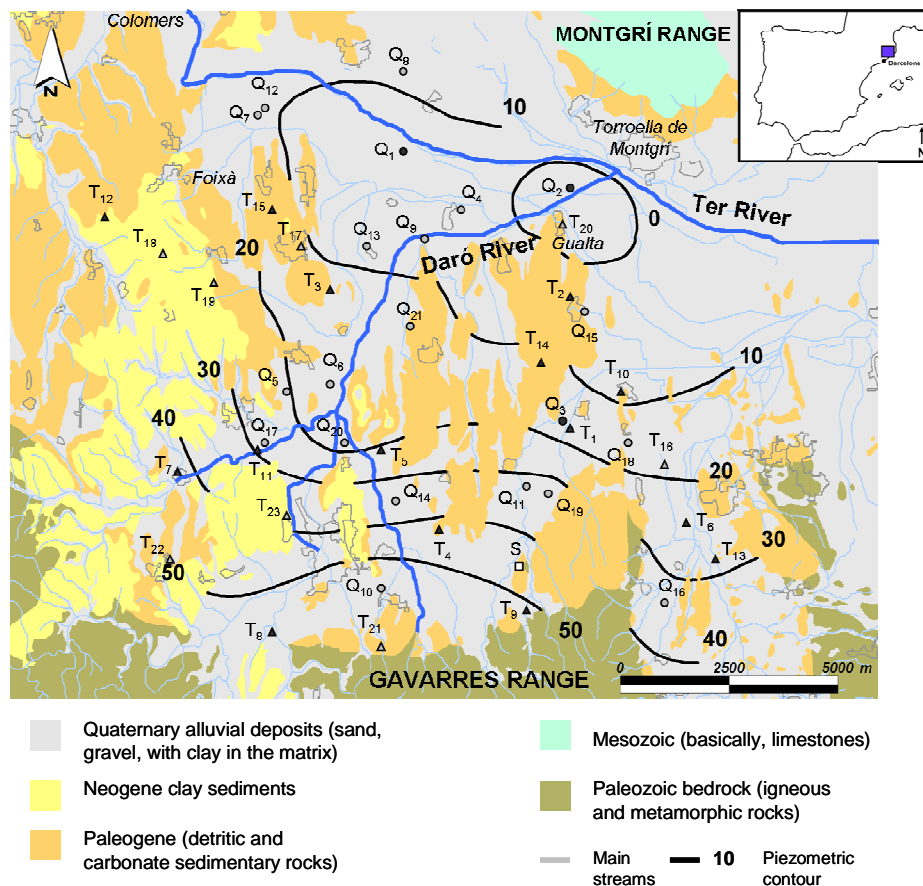 Colomers
MONTGRÍ RANGE
Barcelona
N
N
Q8
Q12
Q7
10
Torroella de
Montgrí
Q1
Foixà
Q2
T12
T15
Q4
0
Ter River
T18
T17
Q13
Q9
T20
Gualta
20
Daró River
T19
T3
T2
Q21
Q15
T14
Q6
10
30
Q5
T10
40
Q3
Q17
Q20
T1
T16
T7
T11
T5
Q18
20
Q14
Q11
Q19
T23
T6
30
T4
T13
T22
S
50
Q10
Q16
T9
T8
T21
50
40
GAVARRES RANGE
0 2500 5000 m
Quaternary alluvial deposits (sand,
gravel, with clay in the matrix)
Neogene clay sediments
Paleogene (detritic and
carbonate sedimentary rocks)
Mesozoic (basically, limestones)
Paleozoic bedrock (igneous
and metamorphic rocks)
Main
streams
10 Piezometric
contour